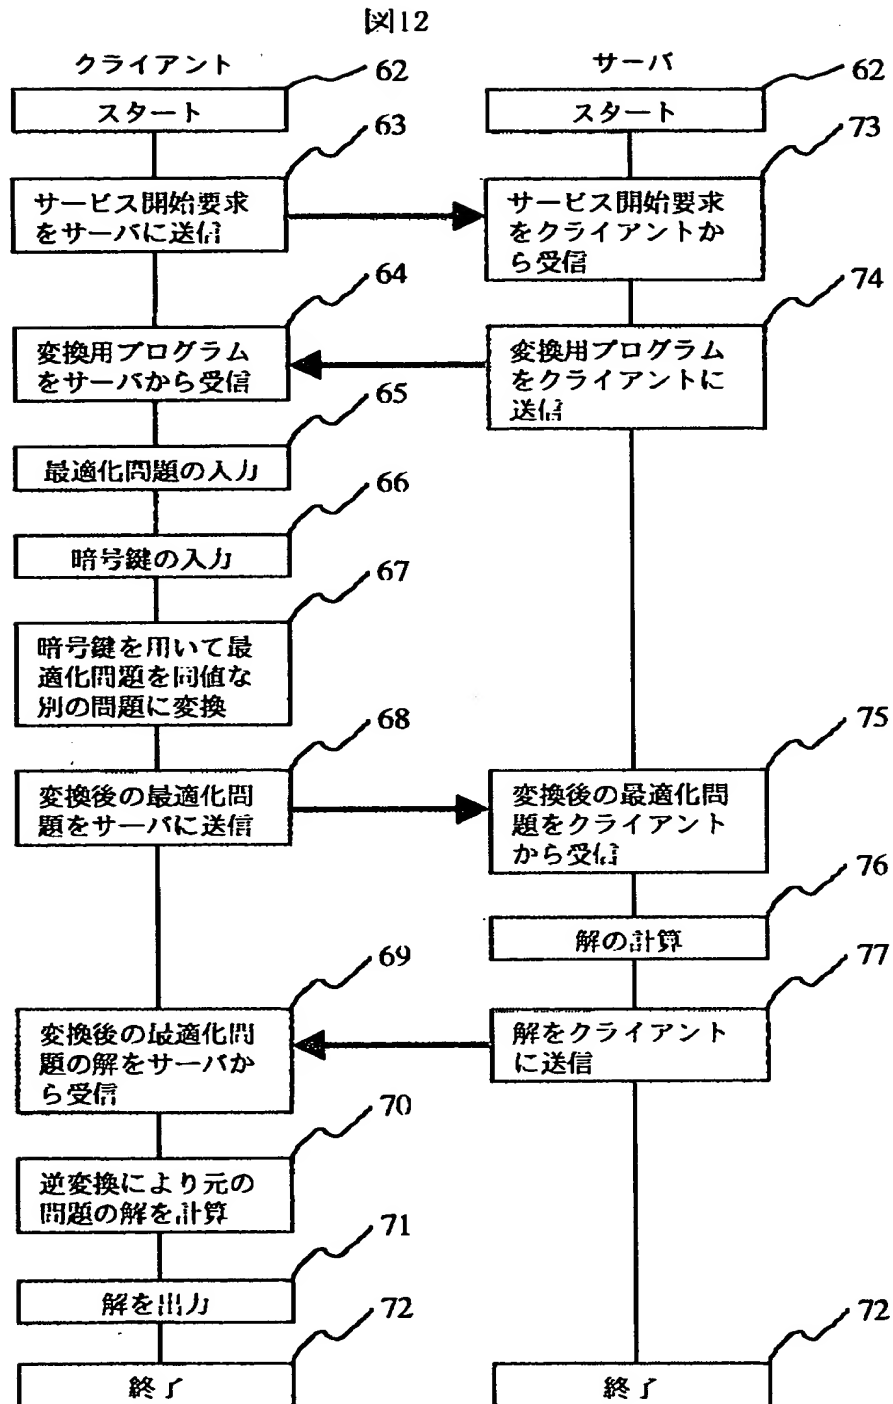 図12
クライアント
サーバ
62
スタート
62
スタート
63
サービス開始要求
をサーバに送信
73
サービス開始要求
をクライアントか
ら受信
64
変換用プログラム
をサーバから受信
74
変換用プログラム
をクライアントに
送信
65
最適化問題の入力
66
暗号鍵の入力
67
暗号鍵を用いて最
適化問題を同値な
別の問題に変換
68
変換後の最適化問
題をサーバに送信
75
変換後の最適化問
題をクライアント
から受信
76
解の計算
69
変換後の最適化問
題の解をサーバか
ら受信
77
解をクライアント
に送信
70
逆変換により元の
問題の解を計算
71
解を出力
72
終了
72
終了